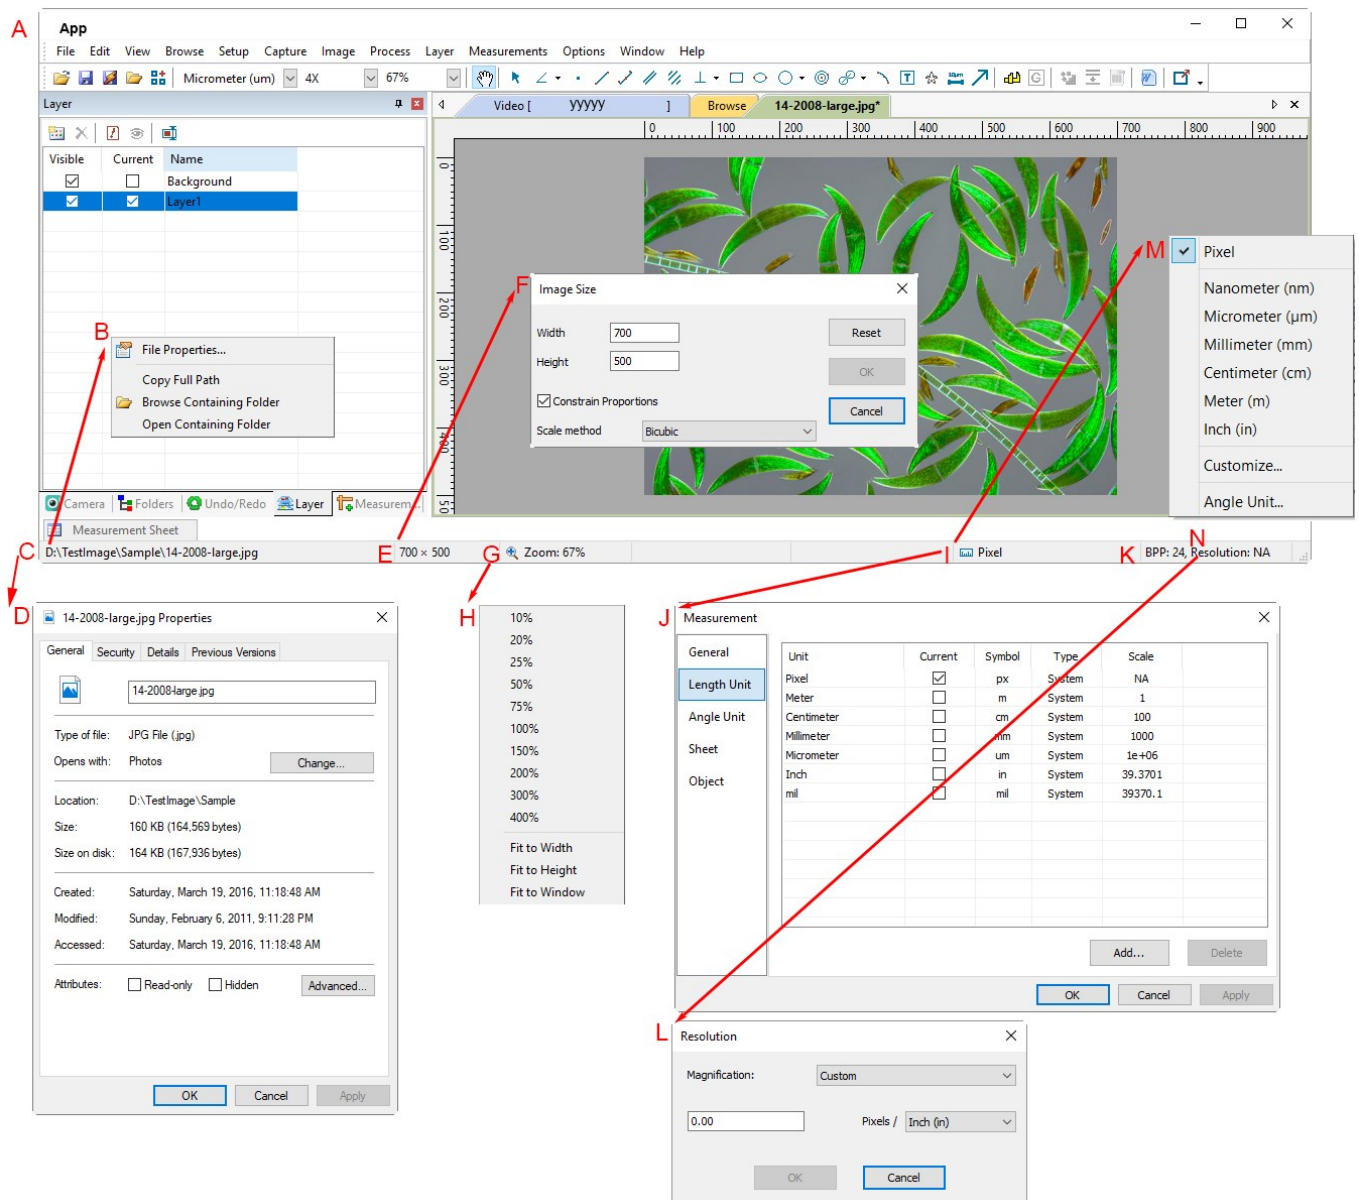 A
App
File Edit View Browse Setup Capture Image Process Layer Measurements Options Window Help
Micrometer (um) 4X 67%
Layer
Video [ yyyyy ] Browse 14-2008-large.jpg*
0 100 200 300 400 500 600 700 800 900
Visible Current Name
Background
Layer1
0
100
200
300
400
50
B
File Properties...
Copy Full Path
Browse Containing Folder
Open Containing Folder
F
Image Size
Width 700 Reset
Height 500 OK
Constrain Proportions Cancel
Scale method Bicubic
M
Pixel
Nanometer (nm)
Micrometer (µm)
Millimeter (mm)
Centimeter (cm)
Meter (m)
Inch (in)
Customize...
Angle Unit...
Camera Folders Undo/Redo Layer Measurem...
Measurement Sheet
C D:\TestImage\Sample\14-2008-large.jpg E 700 × 500 G Zoom: 67% I Pixel K N BPP: 24, Resolution: NA
D
14-2008-large.jpg Properties
General Security Details Previous Versions
14-2008-large.jpg
Type of file: JPG File (.jpg)
Opens with: Photos Change...
Location: D:\TestImage\Sample
Size: 160 KB (164,569 bytes)
Size on disk: 164 KB (167,936 bytes)
Created: Saturday, March 19, 2016, 11:18:48 AM
Modified: Sunday, February 6, 2011, 9:11:28 PM
Accessed: Saturday, March 19, 2016, 11:18:48 AM
Attributes: Read-only Hidden Advanced...
OK Cancel Apply
H
10%
20%
25%
50%
75%
100%
150%
200%
300%
400%
Fit to Width
Fit to Height
Fit to Window
J
Measurement
General
Length Unit
Angle Unit
Sheet
Object
Unit Current Symbol Type Scale
Pixel px System NA
Meter m System 1
Centimeter cm System 100
Millimeter mm System 1000
Micrometer um System 1e+06
Inch in System 39.3701
mil mil System 39370.1
Add... Delete
OK Cancel Apply
L
Resolution
Magnification: Custom
0.00 Pixels / Inch (in)
OK Cancel